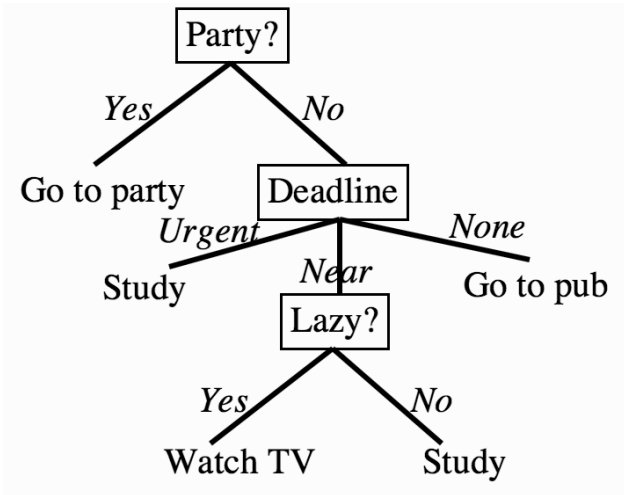 Party?
Yes
No
Go to party
Deadline
Urgent
None
Near
Study
Go to pub
Lazy?
Yes
No
Watch TV
Study